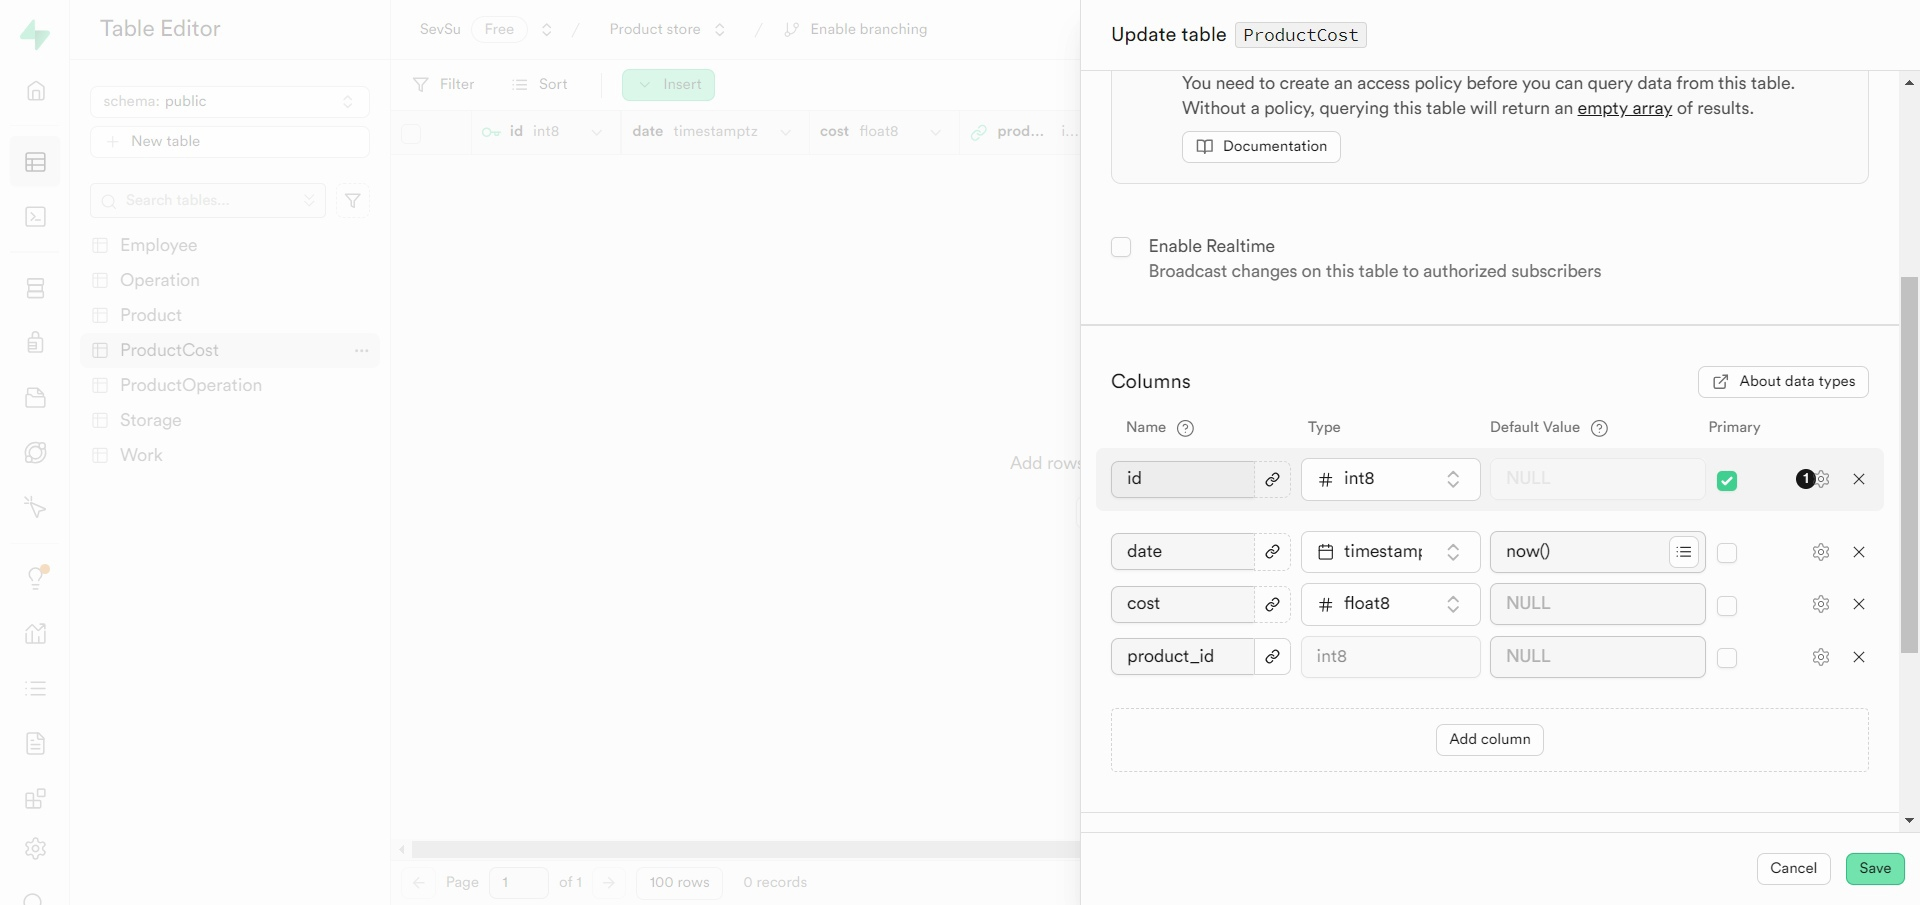 Table Editor
SevSu Free / Product store / Enable branching
Update table ProductCost
schema: public
New table
Search tables...
Employee
Operation
Product
ProductCost
ProductOperation
Storage
Work
Filter Sort Insert
id int8 date timestamptz cost float8 prod... i...
Add rows
Page 1 of 1 100 rows 0 records
You need to create an access policy before you can query data from this table.
Without a policy, querying this table will return an empty array of results.
Documentation
Enable Realtime
Broadcast changes on this table to authorized subscribers
Columns About data types
Name Type Default Value Primary
id int8 NULL 1
date timestamp now()
cost float8 NULL
product_id int8 NULL
Add column
Cancel Save